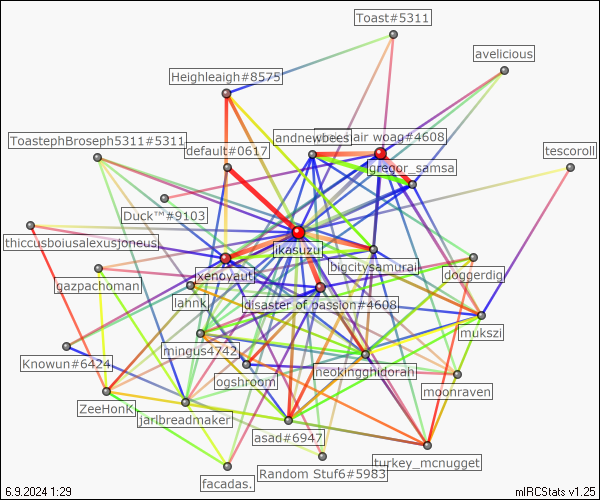 Toast#5311
avelicious
Heighleaigh#8575
andnewbees
air woag#4608
ToastephBroseph5311#5311
default#0617
gregor_samsa
tescoroll
Duck™#9103
thiccusboiusalexusjoneus
ikasuzu
bigcitysamurai
xenoyaut
doggerdig
gazpachoman
lahnk
disaster of passion#4608
mukszi
mingus4742
Knowun#6424
ogshroom
neokingghidorah
moonraven
ZeeHonK
jarlbreadmaker
asad#6947
turkey_mcnugget
facadas.
Random Stuf6#5983
6.9.2024 1:29
mIRCStats v1.25